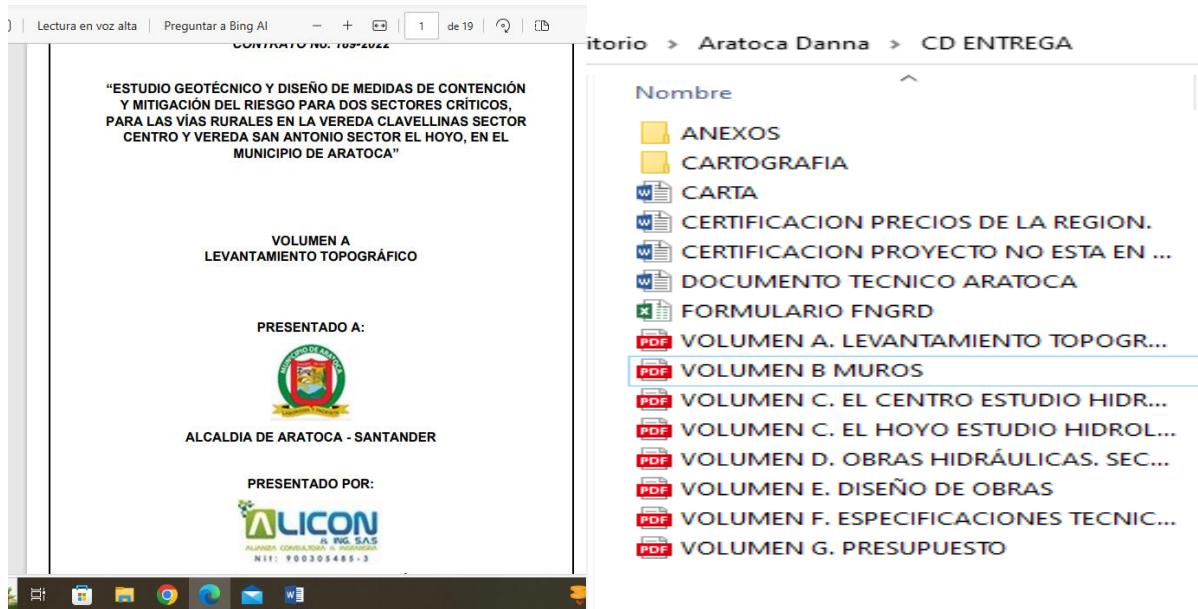 Lectura en voz alta
Preguntar a Bing AI
1
de 19
CONTRATO No. 189-2022
“ESTUDIO GEOTÉCNICO Y DISEÑO DE MEDIDAS DE CONTENCIÓN
Y MITIGACIÓN DEL RIESGO PARA DOS SECTORES CRÍTICOS,
PARA LAS VÍAS RURALES EN LA VEREDA CLAVELLINAS SECTOR
CENTRO Y VEREDA SAN ANTONIO SECTOR EL HOYO, EN EL
MUNICIPIO DE ARATOCA”
VOLUMEN A
LEVANTAMIENTO TOPOGRÁFICO
PRESENTADO A:
MUNICIPIO DE ARATOCA
ALCALDIA DE ARATOCA - SANTANDER
PRESENTADO POR:
ALICON
& ING. S.A.S
ALIANZA CONSULTORA & INGENIERIA
Nit: 900305485-3
itorio > Aratoca Danna > CD ENTREGA
Nombre
ANEXOS
CARTOGRAFIA
CARTA
CERTIFICACION PRECIOS DE LA REGION.
CERTIFICACION PROYECTO NO ESTA EN ...
DOCUMENTO TECNICO ARATOCA
FORMULARIO FNGRD
VOLUMEN A. LEVANTAMIENTO TOPOGR...
VOLUMEN B MUROS
VOLUMEN C. EL CENTRO ESTUDIO HIDR...
VOLUMEN C. EL HOYO ESTUDIO HIDROL...
VOLUMEN D. OBRAS HIDRÁULICAS. SEC...
VOLUMEN E. DISEÑO DE OBRAS
VOLUMEN F. ESPECIFICACIONES TECNIC...
VOLUMEN G. PRESUPUESTO